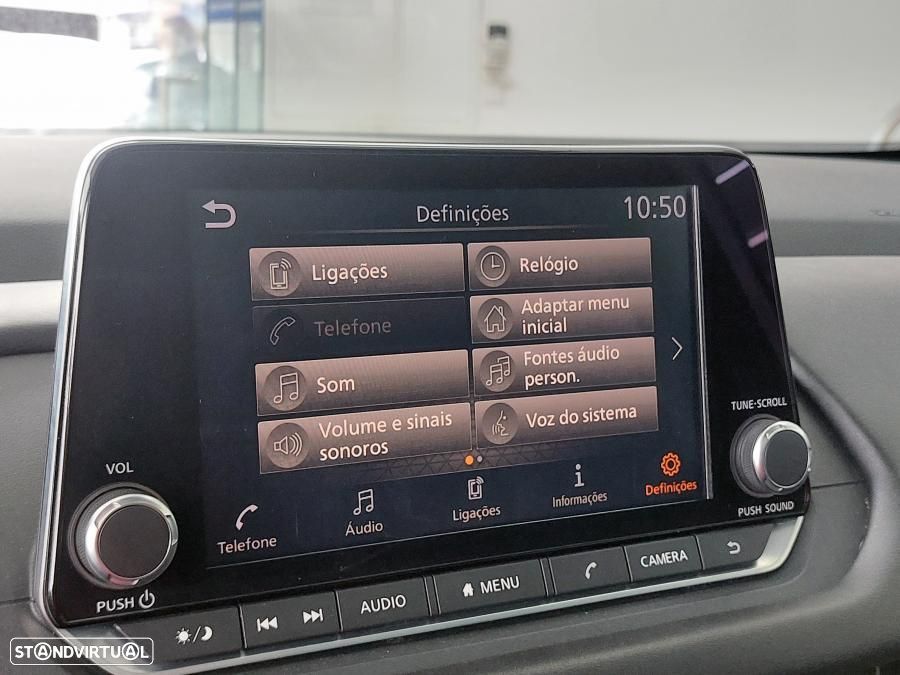 Definições
10:50
Ligações
Relógio
Telefone
Adaptar menu
inicial
Som
Fontes áudio
person.
Volume e sinais
sonoros
Voz do sistema
Telefone
Áudio
Ligações
Informações
Definições
VOL
PUSH
TUNE·SCROLL
PUSH SOUND
AUDIO
MENU
CAMERA
STANDVIRTUAL